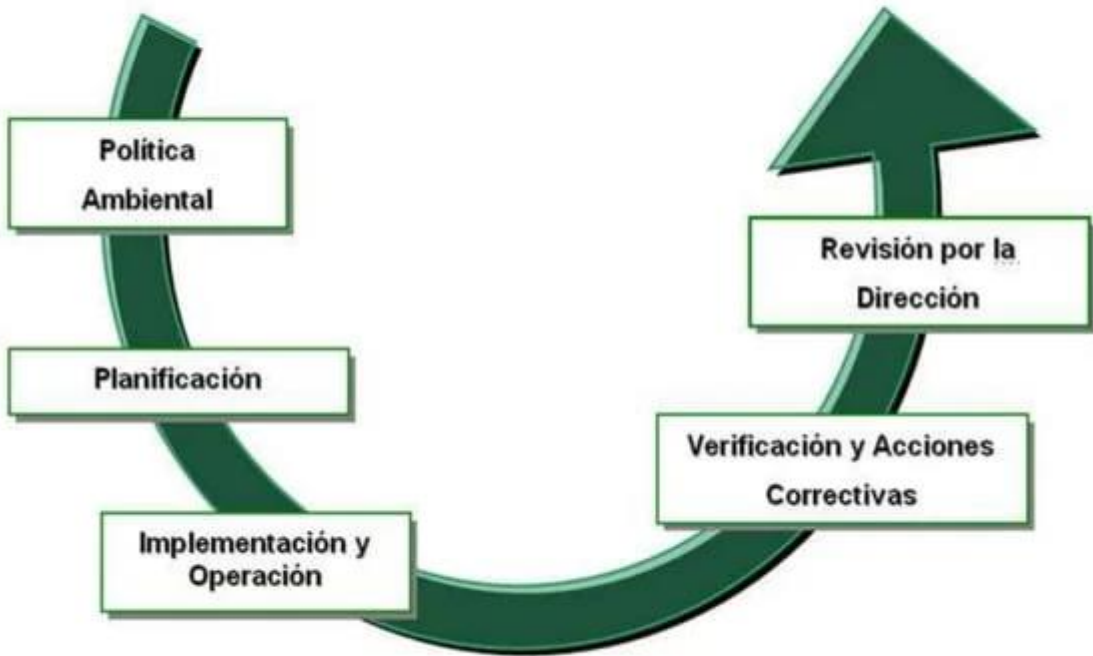 Política
Ambiental
Planificación
Implementación y
Operación
Verificación y Acciones
Correctivas
Revisión por la
Dirección